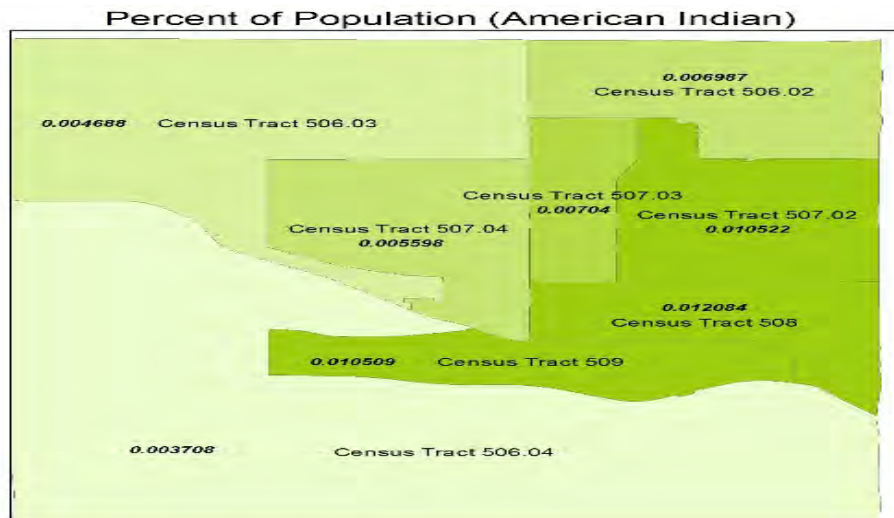 Percent of Population (American Indian)
0.006987
Census Tract 506.02
0.004688 Census Tract 506.03
Census Tract 507.03
0.00704
Census Tract 507.02
0.010522
Census Tract 507.04
0.005598
0.012084
Census Tract 508
0.010509 Census Tract 509
0.003708 Census Tract 506.04